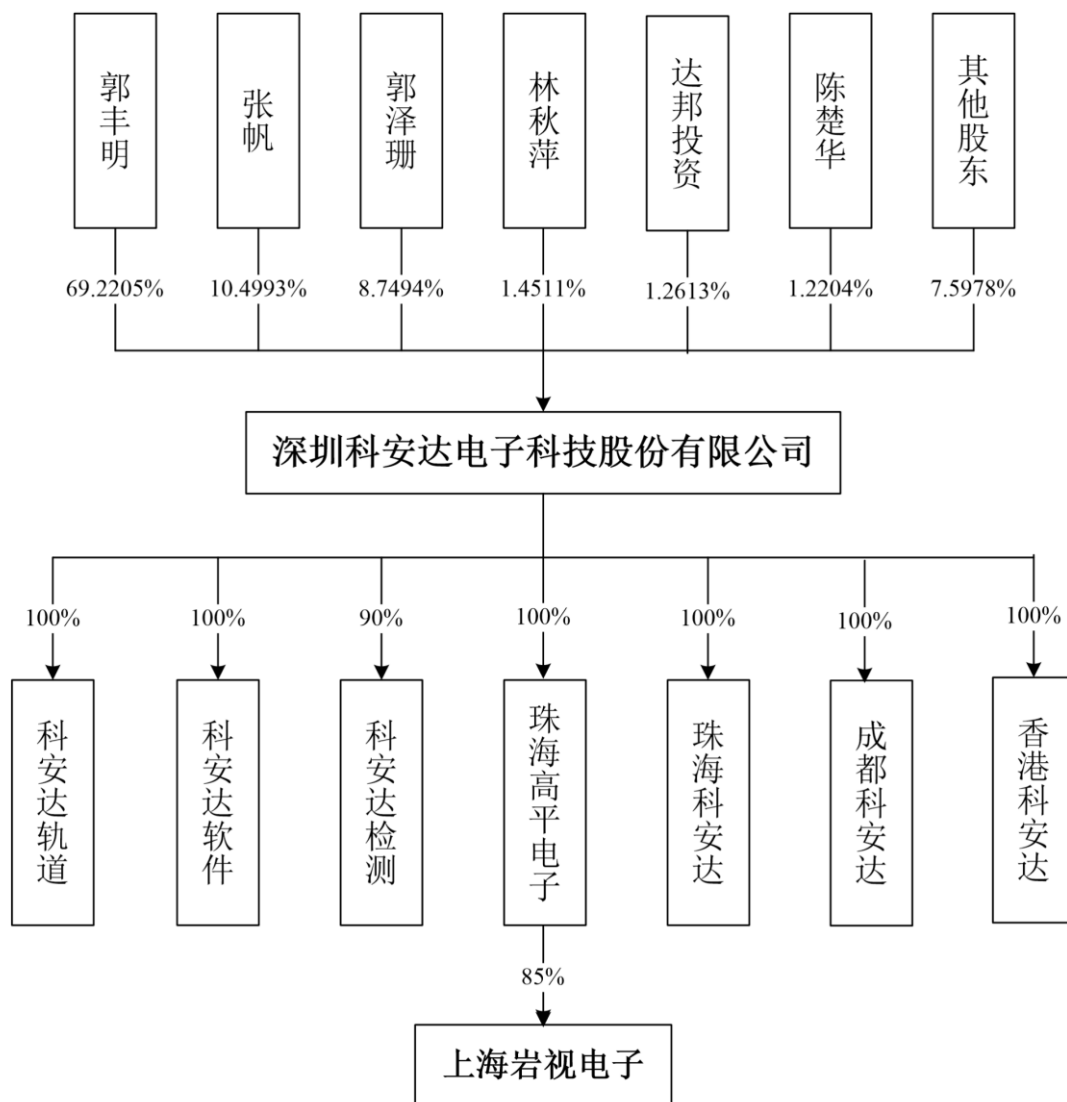 郭丰明
张帆
郭泽珊
林秋萍
达邦投资
陈楚华
其他股东
69.2205%
10.4993%
8.7494%
1.4511%
1.2613%
1.2204%
7.5978%
深圳科安达电子科技股份有限公司
100%
100%
90%
100%
100%
100%
100%
科安达轨道
科安达软件
科安达检测
珠海高平电子
珠海科安达
成都科安达
香港科安达
85%
上海岩视电子